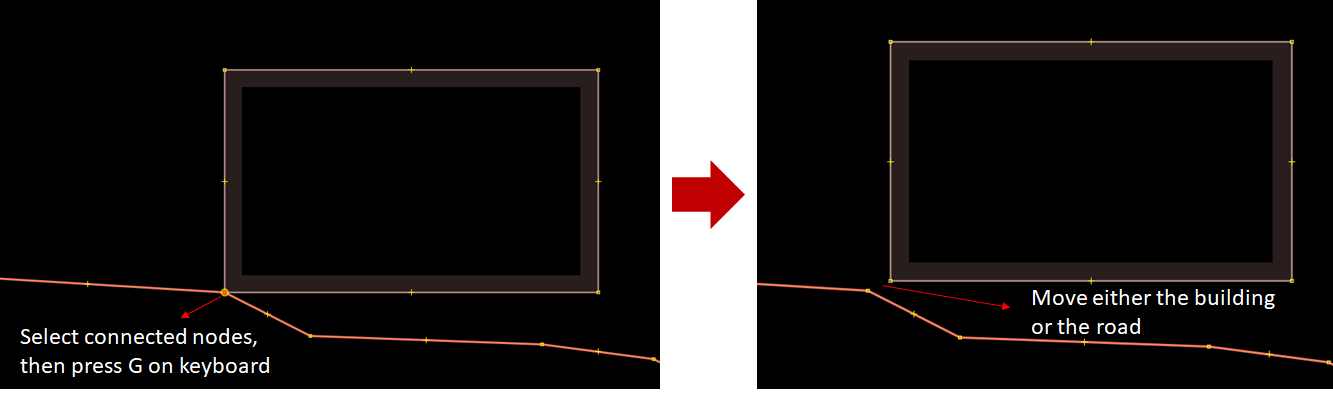 Select connected nodes,
then press G on keyboard
Move either the building
or the road